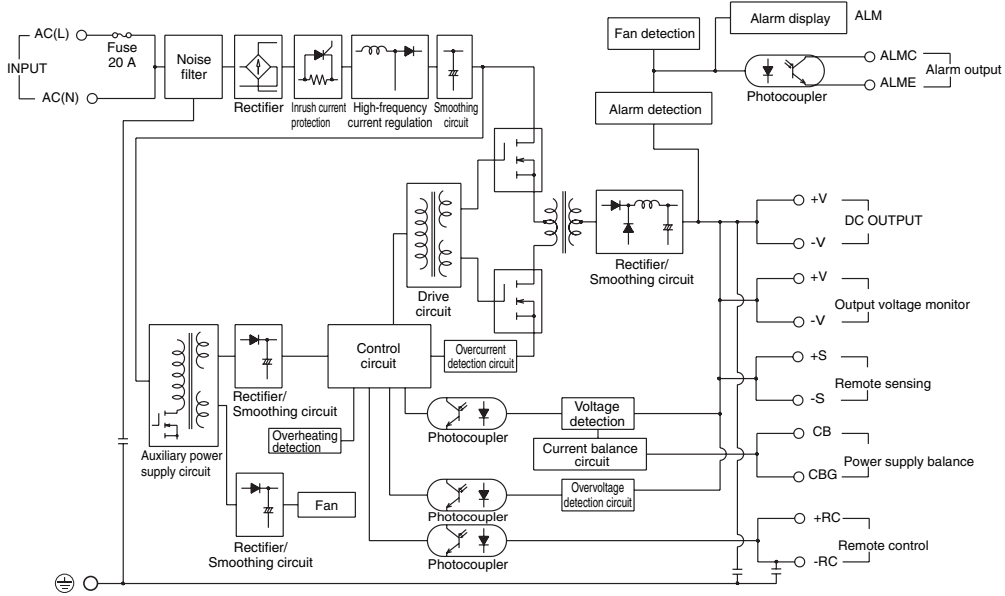 AC(L)
Fuse
20 A
INPUT
AC(N)
Noise
filter
Rectifier
Inrush current
protection
High-frequency
current regulation
Smoothing
circuit
Fan detection
Alarm display
ALM
ALMC
Alarm output
ALME
Photocoupler
Alarm detection
Drive
circuit
Rectifier/
Smoothing circuit
+V
DC OUTPUT
-V
+V
Output voltage monitor
-V
+S
Remote sensing
-S
CB
Power supply balance
CBG
+RC
Remote control
-RC
Control
circuit
Overcurrent
detection circuit
Rectifier/
Smoothing circuit
Auxiliary power
supply circuit
Overheating
detection
Photocoupler
Voltage
detection
Current balance
circuit
Fan
Rectifier/
Smoothing circuit
Photocoupler
Overvoltage
detection circuit
Photocoupler